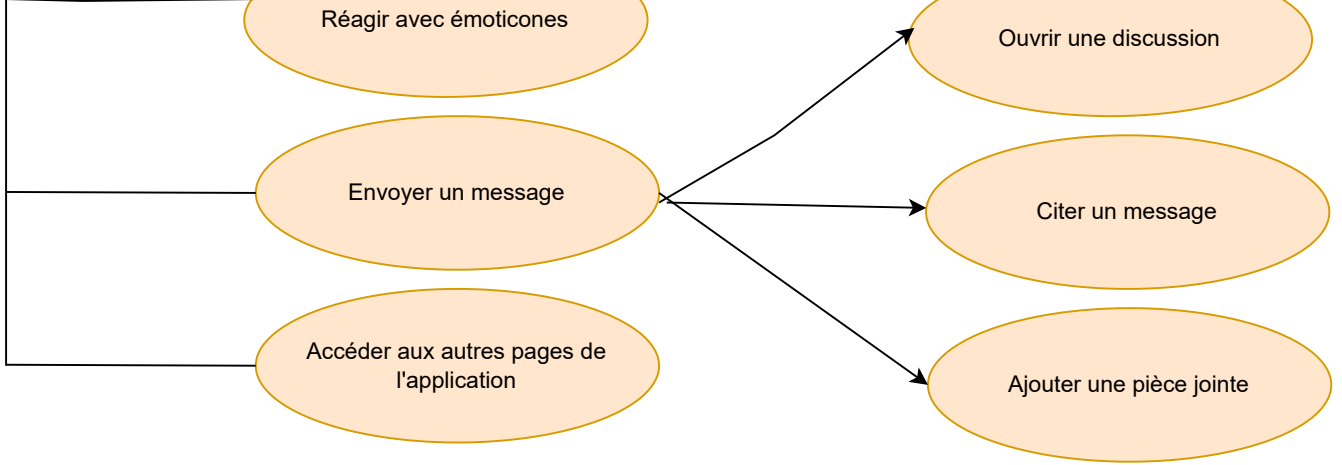 Réagir avec émoticones
Ouvrir une discussion
Envoyer un message
Citer un message
Accéder aux autres pages de
l'application
Ajouter une pièce jointe